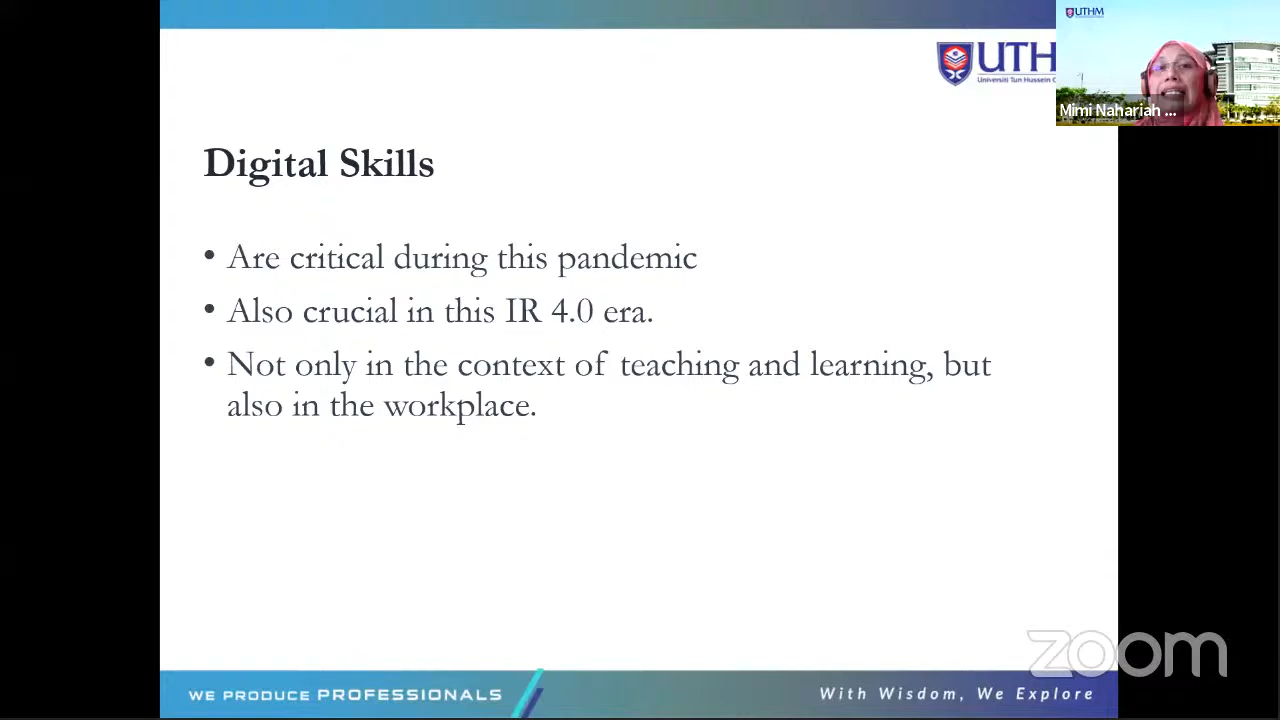 UTHM
UTH
Universiti Tun Hussein O
Mimi Nahariah ...
Digital Skills
• Are critical during this pandemic
• Also crucial in this IR 4.0 era.
• Not only in the context of teaching and learning, but
also in the workplace.
zoom
WE PRODUCE PROFESSIONALS
With Wisdom, We Explore